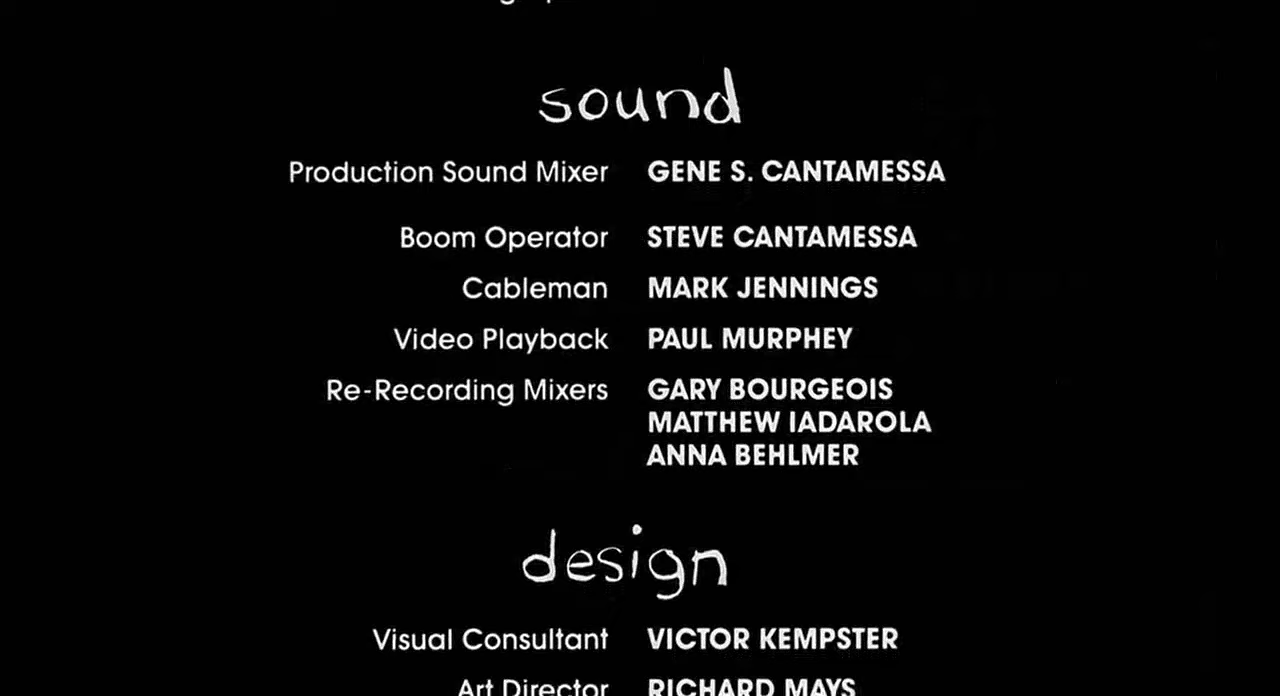 sound
Production Sound Mixer GENE S. CANTAMESSA
Boom Operator STEVE CANTAMESSA
Cableman MARK JENNINGS
Video Playback PAUL MURPHEY
Re-Recording Mixers GARY BOURGEOIS
MATTHEW IADAROLA
ANNA BEHLMER
design
Visual Consultant VICTOR KEMPSTER
Art Director RICHARD MAYS